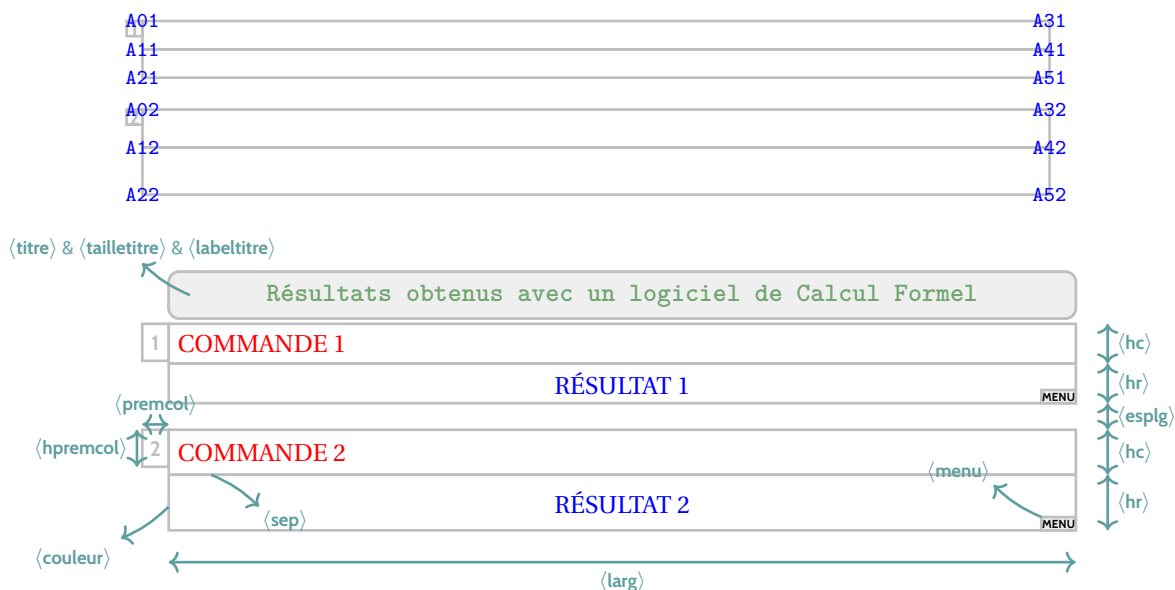 A01 A31
1
A11 A41
A21 A51
A02 A32
2
A12 A42
A22 A52
⟨titre⟩ & ⟨tailletitre⟩ & ⟨labeltitre⟩
Résultats obtenus avec un logiciel de Calcul Formel
1 COMMANDE 1 ⟨hc⟩
RÉSULTAT 1 ⟨hr⟩
MENU
⟨premcol⟩ ⟨esplg⟩
⟨hpremcol⟩ 2 COMMANDE 2 ⟨hc⟩
⟨menu⟩
RÉSULTAT 2 ⟨hr⟩
⟨sep⟩ MENU
⟨couleur⟩
⟨larg⟩